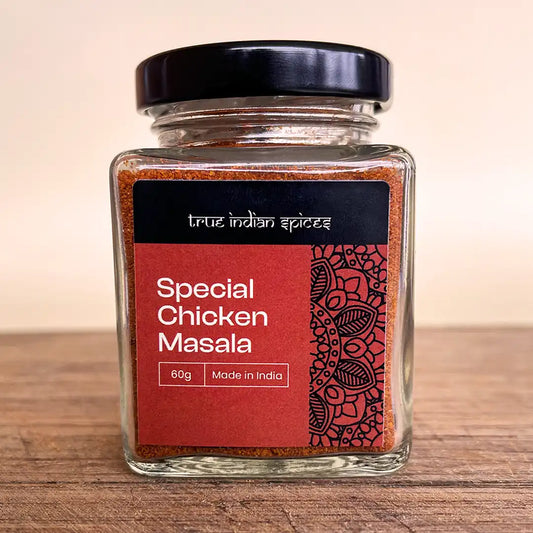 true indian spices
Special
Chicken
Masala
60g Made in India